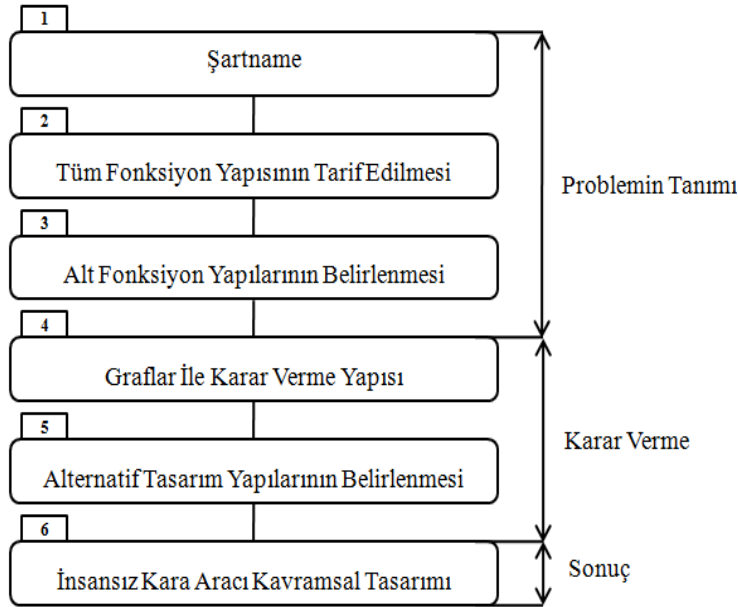 1
Şartname
2
Tüm Fonksiyon Yapısının Tarif Edilmesi
Problemin Tanımı
3
Alt Fonksiyon Yapılarının Belirlenmesi
4
Graflar İle Karar Verme Yapısı
5
Karar Verme
Alternatif Tasarım Yapılarının Belirlenmesi
6
İnsansız Kara Aracı Kavramsal Tasarımı
Sonuç